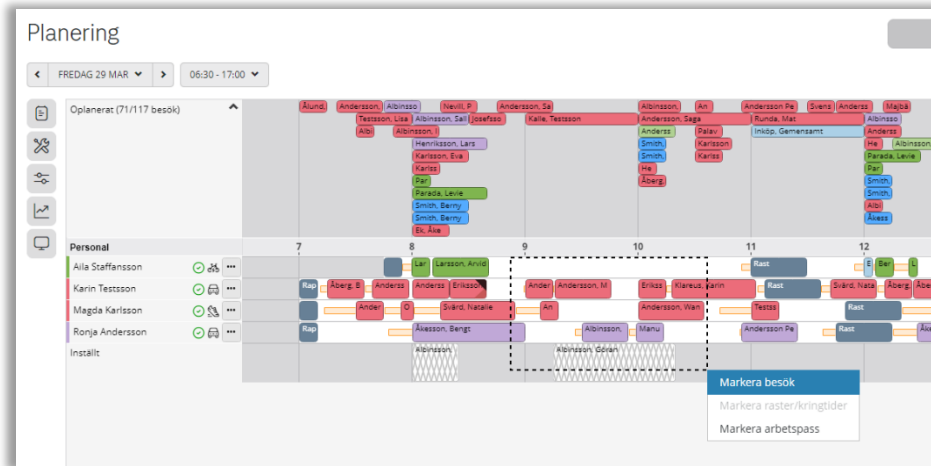 Planering
FREDAG 29 MAR 06:30 - 17:00
Oplanerat (71/117 besök)
Ålund, Andersson, Albinsso Nevill, P Andersson, Sa Albinsson, An Andersson Pe Svens Anderss Majbä
Testsson, Lisa Albinsson, Sall Josefsso Kalle, Testsson Andersson, Saga Runda, Mat Albinsso
Albi Albinsson, I Anderss Palav Inköp, Gemensamt Anderss
Henriksson, Lars Smith, Karlsson He Albinsson,
Karlsson, Eva Smith, Karlss Parada, Levie
Karlss He Par
Par Åberg, Smith,
Parada, Levie Smith,
Smith, Berny Albi
Smith, Berny Åkess
Ek, Åke
Personal 7 8 9 10 11 12
Aila Staffansson Lar Larsson, Arvid Rast E Ber L
Karin Testsson Rap Åberg, B Anderss Anderss Eriksso Ander Andersson, M Erikss Klareus, Karin Rast Svärd, Nata Åberg, Åbe
Magda Karlsson Ander O Svärd, Natalie An Andersson, Wan Testss Rast
Ronja Andersson Rap Åkesson, Bengt Albinsson, Manu Andersson Pe Rast Åke
Inställt Albinsson, Albinsson, Göran
Markera besök
Markera raster/kringtider
Markera arbetspass